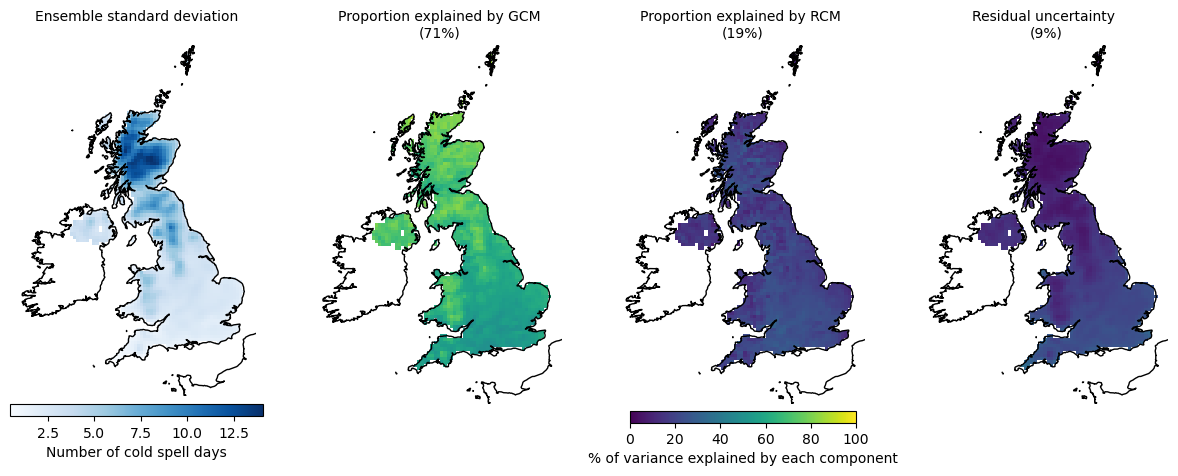 Ensemble standard deviation
Proportion explained by GCM
(71%)
Proportion explained by RCM
(19%)
Residual uncertainty
(9%)
2.5 5.0 7.5 10.0 12.5
Number of cold spell days
0 20 40 60 80 100
% of variance explained by each component